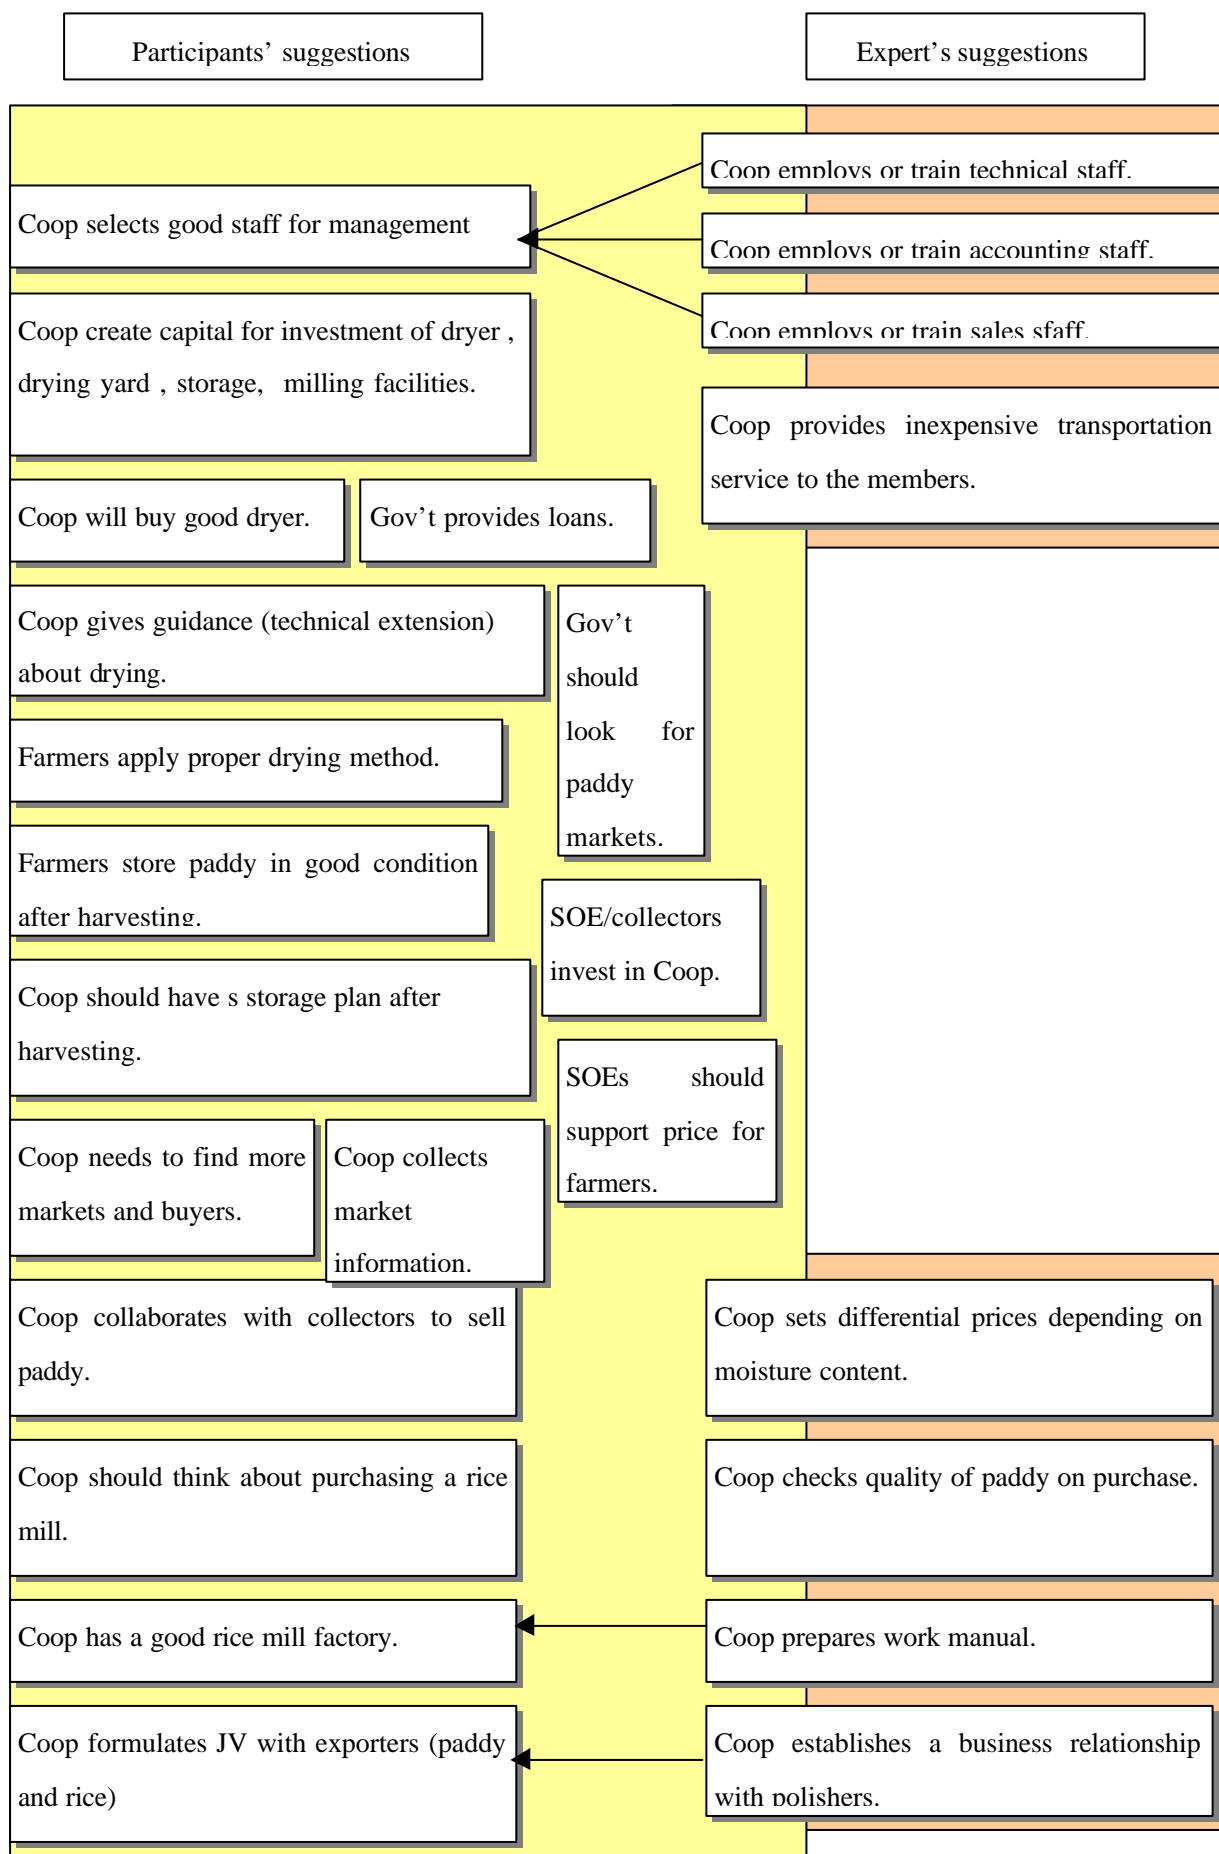 Participants’ suggestions
Expert’s suggestions
Coop employs or train technical staff.
Coop selects good staff for management
Coop employs or train accounting staff.
Coop create capital for investment of dryer ,
drying yard , storage, milling facilities.
Coop employs or train sales sfaff.
Coop provides inexpensive transportation
service to the members.
Coop will buy good dryer.
Gov’t provides loans.
Coop gives guidance (technical extension)
about drying.
Gov’t
should
look for
paddy
markets.
Farmers apply proper drying method.
Farmers store paddy in good condition
after harvesting.
SOE/collectors
invest in Coop.
Coop should have s storage plan after
harvesting.
SOEs should
support price for
farmers.
Coop needs to find more
markets and buyers.
Coop collects
market
information.
Coop collaborates with collectors to sell
paddy.
Coop sets differential prices depending on
moisture content.
Coop should think about purchasing a rice
mill.
Coop checks quality of paddy on purchase.
Coop has a good rice mill factory.
Coop prepares work manual.
Coop formulates JV with exporters (paddy
and rice)
Coop establishes a business relationship
with polishers.